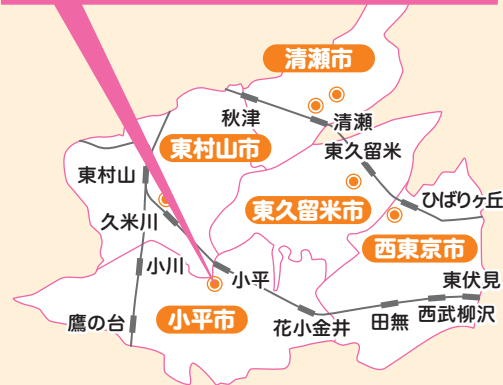 清瀬市
秋津
清瀬
東村山市
東久留米
東村山
ひばりヶ丘
東久留米市
久米川
西東京市
小川
小平
東伏見
鷹の台
小平市
花小金井
田無
西武柳沢